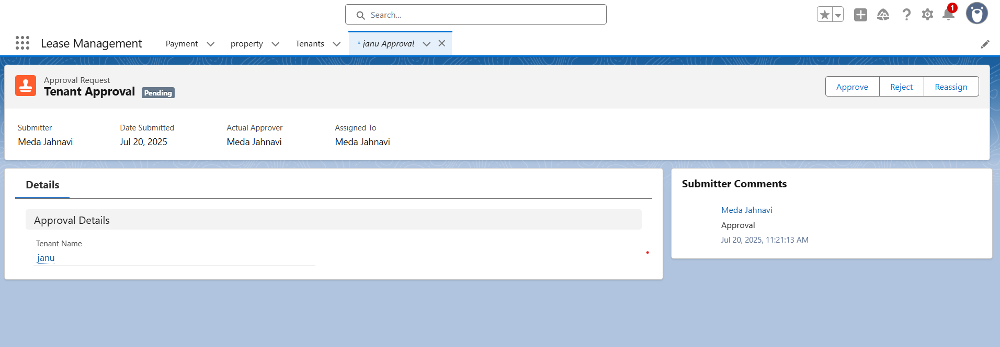 Search...
1
Lease Management
Payment
property
Tenants
* janu Approval
Approval Request
Tenant Approval Pending
Approve
Reject
Reassign
Submitter
Date Submitted
Actual Approver
Assigned To
Meda Jahnavi
Jul 20, 2025
Meda Jahnavi
Meda Jahnavi
Details
Approval Details
Tenant Name
janu
Submitter Comments
Meda Jahnavi
Approval
Jul 20, 2025, 11:21:13 AM